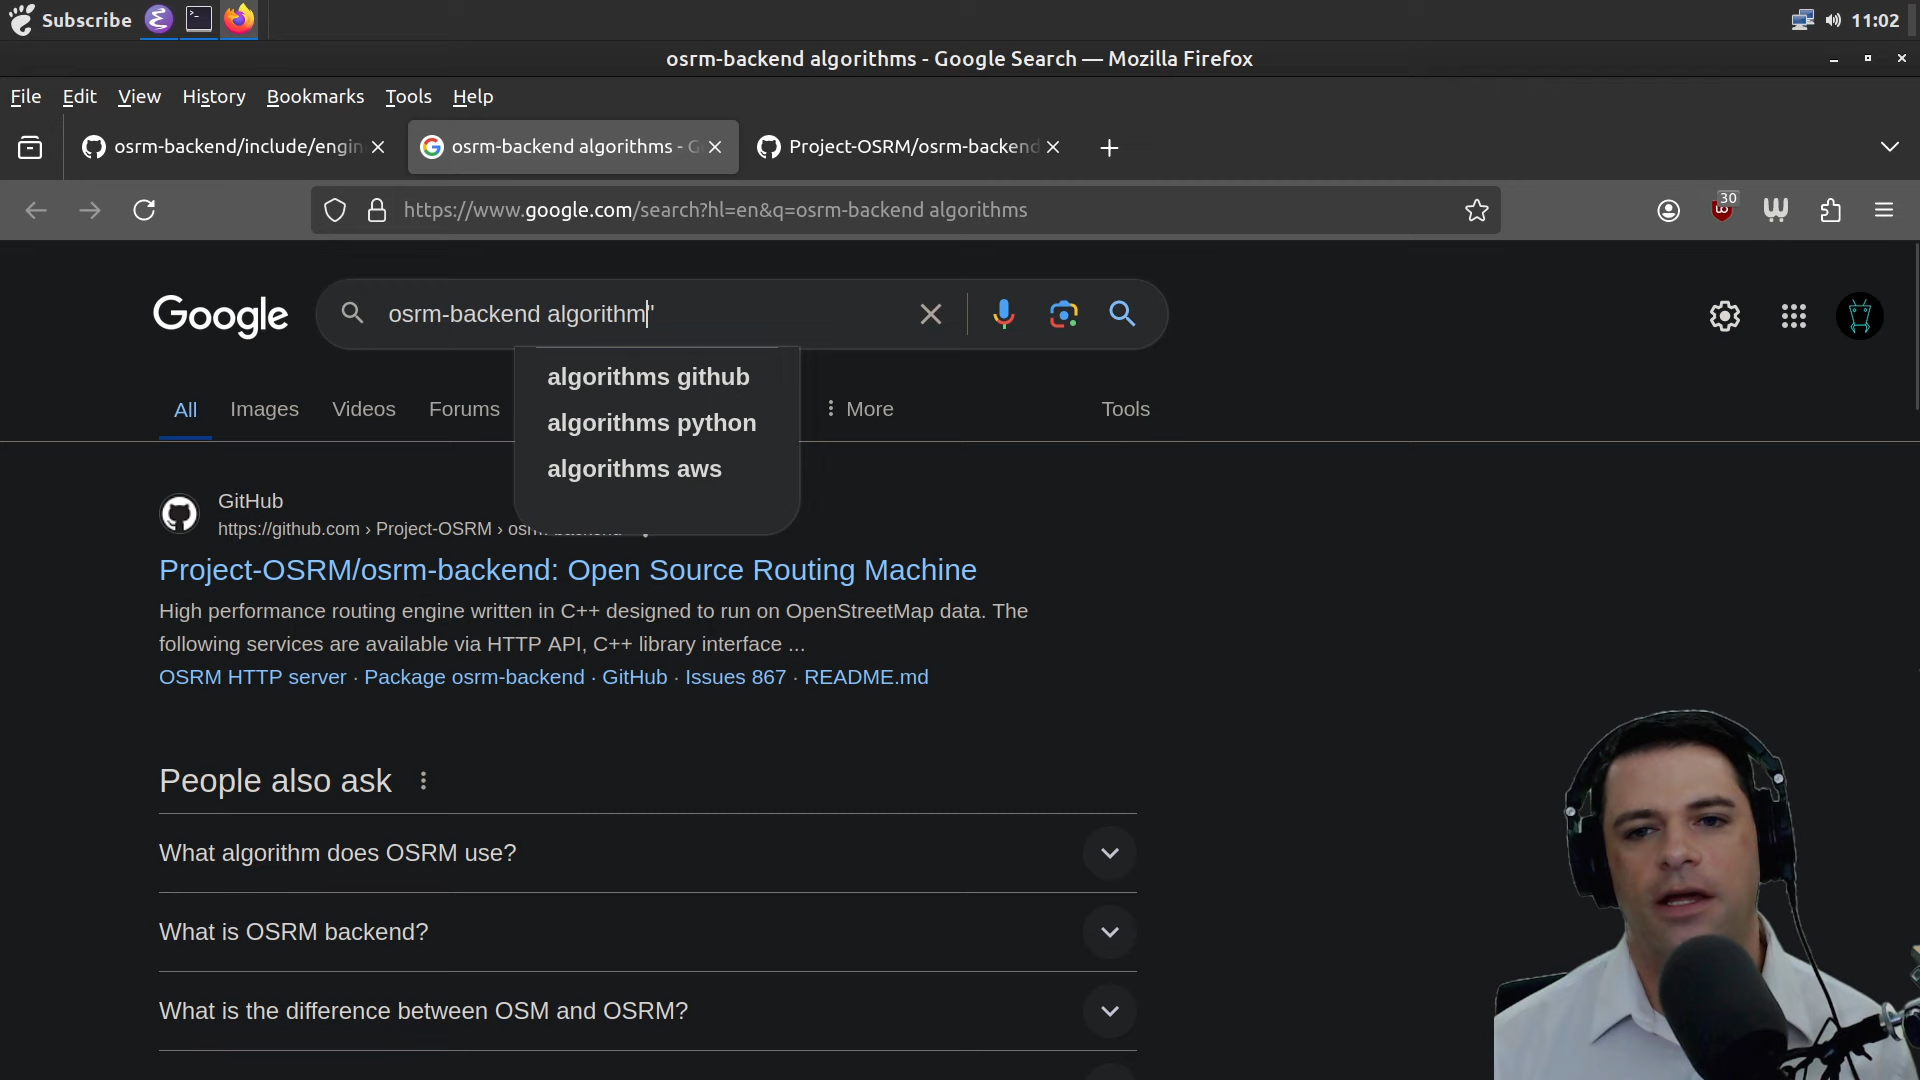 Subscribe
11:02
osrm-backend algorithms - Google Search — Mozilla Firefox
File Edit View History Bookmarks Tools Help
osrm-backend/include/engin
osrm-backend algorithms - G
Project-OSRM/osrm-backend
https://www.google.com/search?hl=en&q=osrm-backend algorithms
30
Google
osrm-backend algorithm"
algorithms github
algorithms python
algorithms aws
All Images Videos Forums More Tools
GitHub
https://github.com › Project-OSRM › osrm-backend
Project-OSRM/osrm-backend: Open Source Routing Machine
High performance routing engine written in C++ designed to run on OpenStreetMap data. The
following services are available via HTTP API, C++ library interface ...
OSRM HTTP server · Package osrm-backend · GitHub · Issues 867 · README.md
People also ask
What algorithm does OSRM use?
What is OSRM backend?
What is the difference between OSM and OSRM?